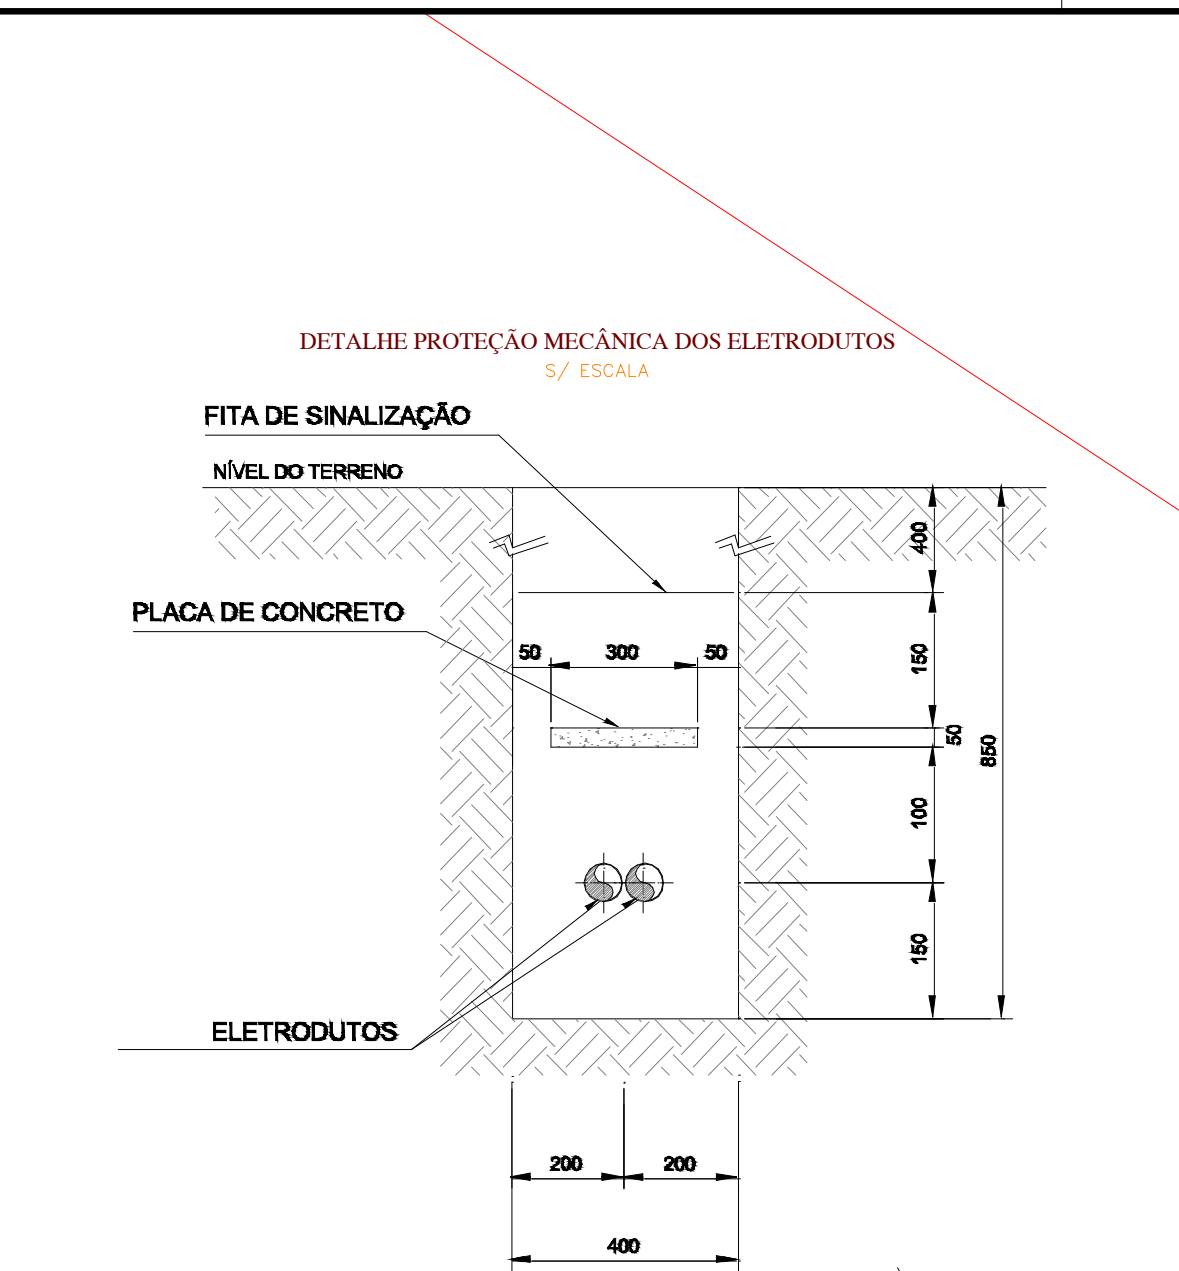 DETALHE PROTEÇÃO MECÂNICA DOS ELETRODUTOS
S/ ESCALA
FITA DE SINALIZAÇÃO
NÍVEL DO TERRENO
400
PLACA DE CONCRETO
50 300 50
150
50
850
100
150
ELETRODUTOS
200 200
400